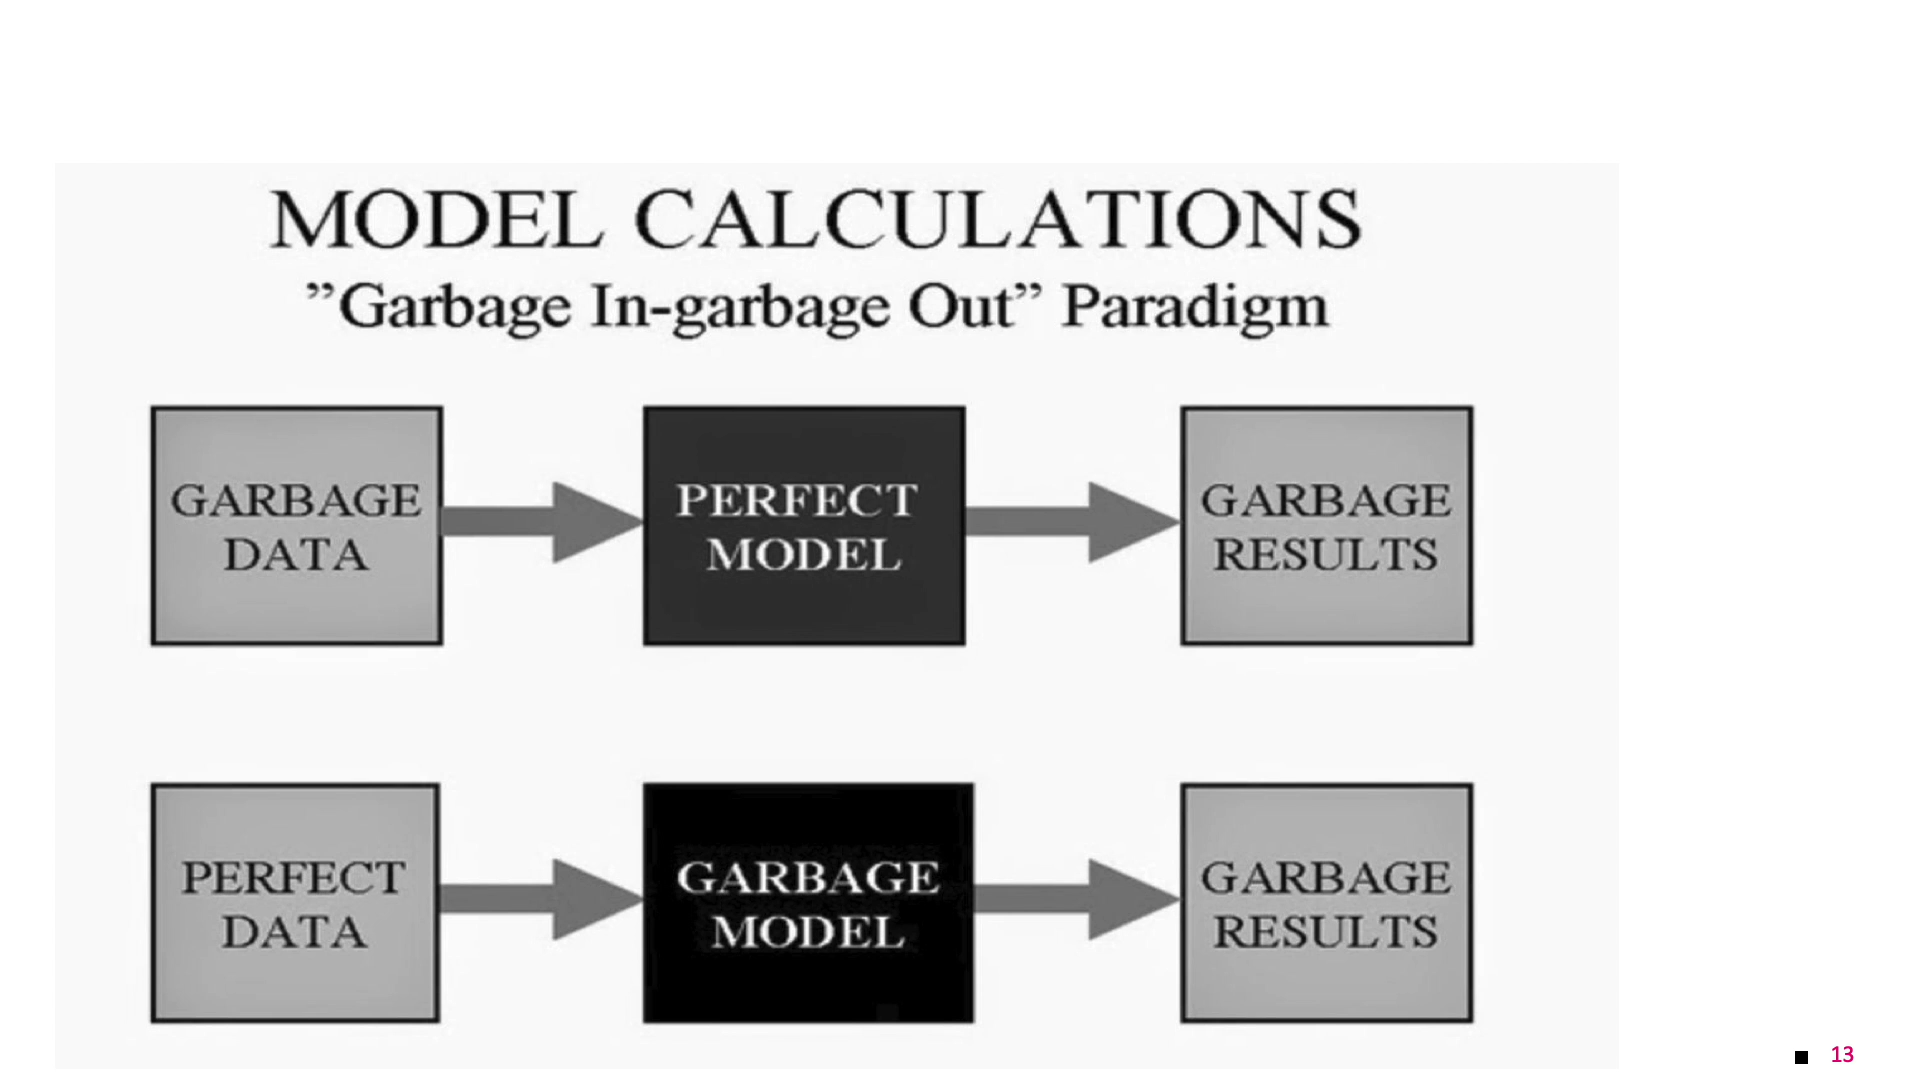 MODEL CALCULATIONS
”Garbage In-garbage Out” Paradigm
GARBAGE
DATA
PERFECT
MODEL
GARBAGE
RESULTS
PERFECT
DATA
GARBAGE
MODEL
GARBAGE
RESULTS
13